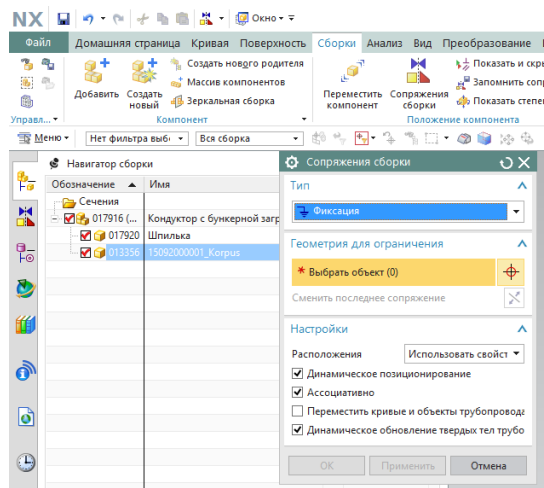 NX Окно
Файл Домашняя страница Кривая Поверхность Сборки Анализ Вид Преобразование
Добавить
Создать новый
Создать нового родителя
Массив компонентов
Зеркальная сборка
Переместить компонент
Сопряжения сборки
Показать и скры
Запомнить соп
Показать степе
Управл... Компонент Положение компонента
Меню Нет фильтра выб Вся сборка
Навигатор сборки
Обозначение Имя
Сечения
017916 (... Кондуктор с бункерной загр
017920 Шпилька
013356 15092000001_Korpus
Сопряжения сборки
Тип
Фиксация
Геометрия для ограничения
* Выбрать объект (0)
Сменить последнее сопряжение
Настройки
Расположения Использовать свойст
Динамическое позиционирование
Ассоциативно
Переместить кривые и объекты трубопровода
Динамическое обновление твердых тел трубо
OK Применить Отмена